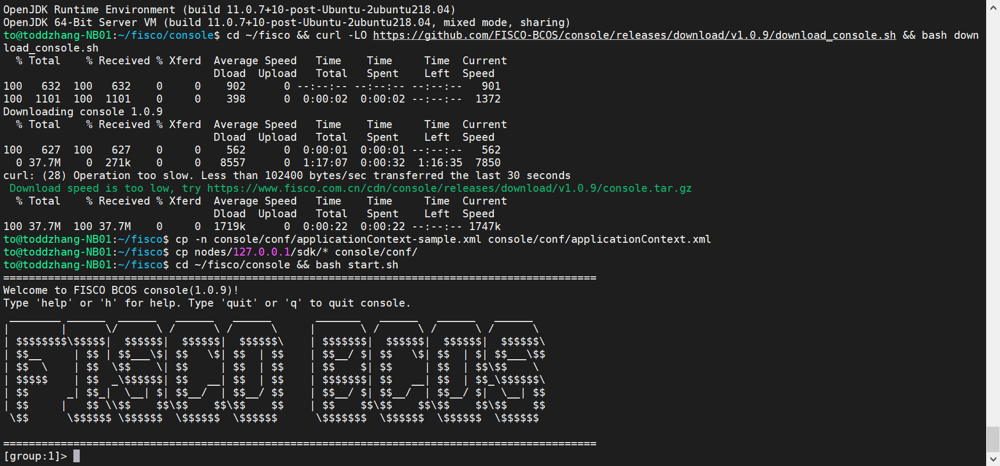 OpenJDK Runtime Environment (build 11.0.7+10-post-Ubuntu-2ubuntu218.04)
OpenJDK 64-Bit Server VM (build 11.0.7+10-post-Ubuntu-2ubuntu218.04, mixed mode, sharing)
to@toddzhang-NB01:~/fisco/console$ cd ~/fisco && curl -LO https://github.com/FISCO-BCOS/console/releases/download/v1.0.9/download_console.sh && bash down
load_console.sh
  % Total    % Received % Xferd  Average Speed   Time    Time     Time  Current
                                 Dload  Upload   Total   Spent    Left  Speed
100   632  100   632    0     0    902      0 --:--:-- --:--:-- --:--:--   901
100  1101  100  1101    0     0    398      0  0:00:02  0:00:02 --:--:--  1372
Downloading console 1.0.9
  % Total    % Received % Xferd  Average Speed   Time    Time     Time  Current
                                 Dload  Upload   Total   Spent    Left  Speed
100   627  100   627    0     0    562      0  0:00:01  0:00:01 --:--:--   562
  0 37.7M    0  271k    0     0   8557      0  1:17:07  0:00:32  1:16:35  7850
curl: (28) Operation too slow. Less than 102400 bytes/sec transferred the last 30 seconds
 Download speed is too low, try https://www.fisco.com.cn/cdn/console/releases/download/v1.0.9/console.tar.gz
  % Total    % Received % Xferd  Average Speed   Time    Time     Time  Current
                                 Dload  Upload   Total   Spent    Left  Speed
100 37.7M  100 37.7M    0     0  1719k      0  0:00:22  0:00:22 --:--:-- 1747k
to@toddzhang-NB01:~/fisco$ cp -n console/conf/applicationContext-sample.xml console/conf/applicationContext.xml
to@toddzhang-NB01:~/fisco$ cp nodes/127.0.0.1/sdk/* console/conf/
to@toddzhang-NB01:~/fisco$ cd ~/fisco/console && bash start.sh
=============================================================================================
Welcome to FISCO BCOS console(1.0.9)!
Type 'help' or 'h' for help. Type 'quit' or 'q' to quit console.
 ________ ______  ______   ______   ______       _______   ______   ______   ______
|        |      \/      \ /      \ /      \     |       \ /      \ /      \ /      \
| $$$$$$$$\$$$$$|  $$$$$$|  $$$$$$|  $$$$$$\    | $$$$$$$|  $$$$$$|  $$$$$$|  $$$$$$\
| $$__     | $$ | $$___\$| $$   \$| $$  | $$    | $$__/ $| $$   \$| $$  | $| $$___\$$
| $$  \    | $$  \$$    \| $$     | $$  | $$    | $$    $| $$     | $$  | $$\$$    \
| $$$$$    | $$  _\$$$$$$| $$   __| $$  | $$    | $$$$$$$| $$   __| $$  | $$_\$$$$$$\
| $$      _| $$_|  \__| $| $$__/  | $$__/ $$    | $$__/ $| $$__/  | $$__/ $|  \__| $$
| $$     |   $$ \\$$    $$\$$    $$\$$    $$    | $$    $$\$$    $$\$$    $$\$$    $$
 \$$      \$$$$$$ \$$$$$$  \$$$$$$  \$$$$$$      \$$$$$$$  \$$$$$$  \$$$$$$  \$$$$$$
=============================================================================================
[group:1]>